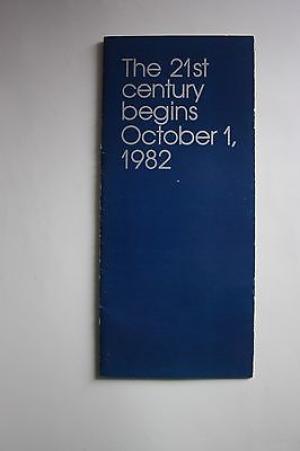 The 21st
century
begins
October 1,
1982